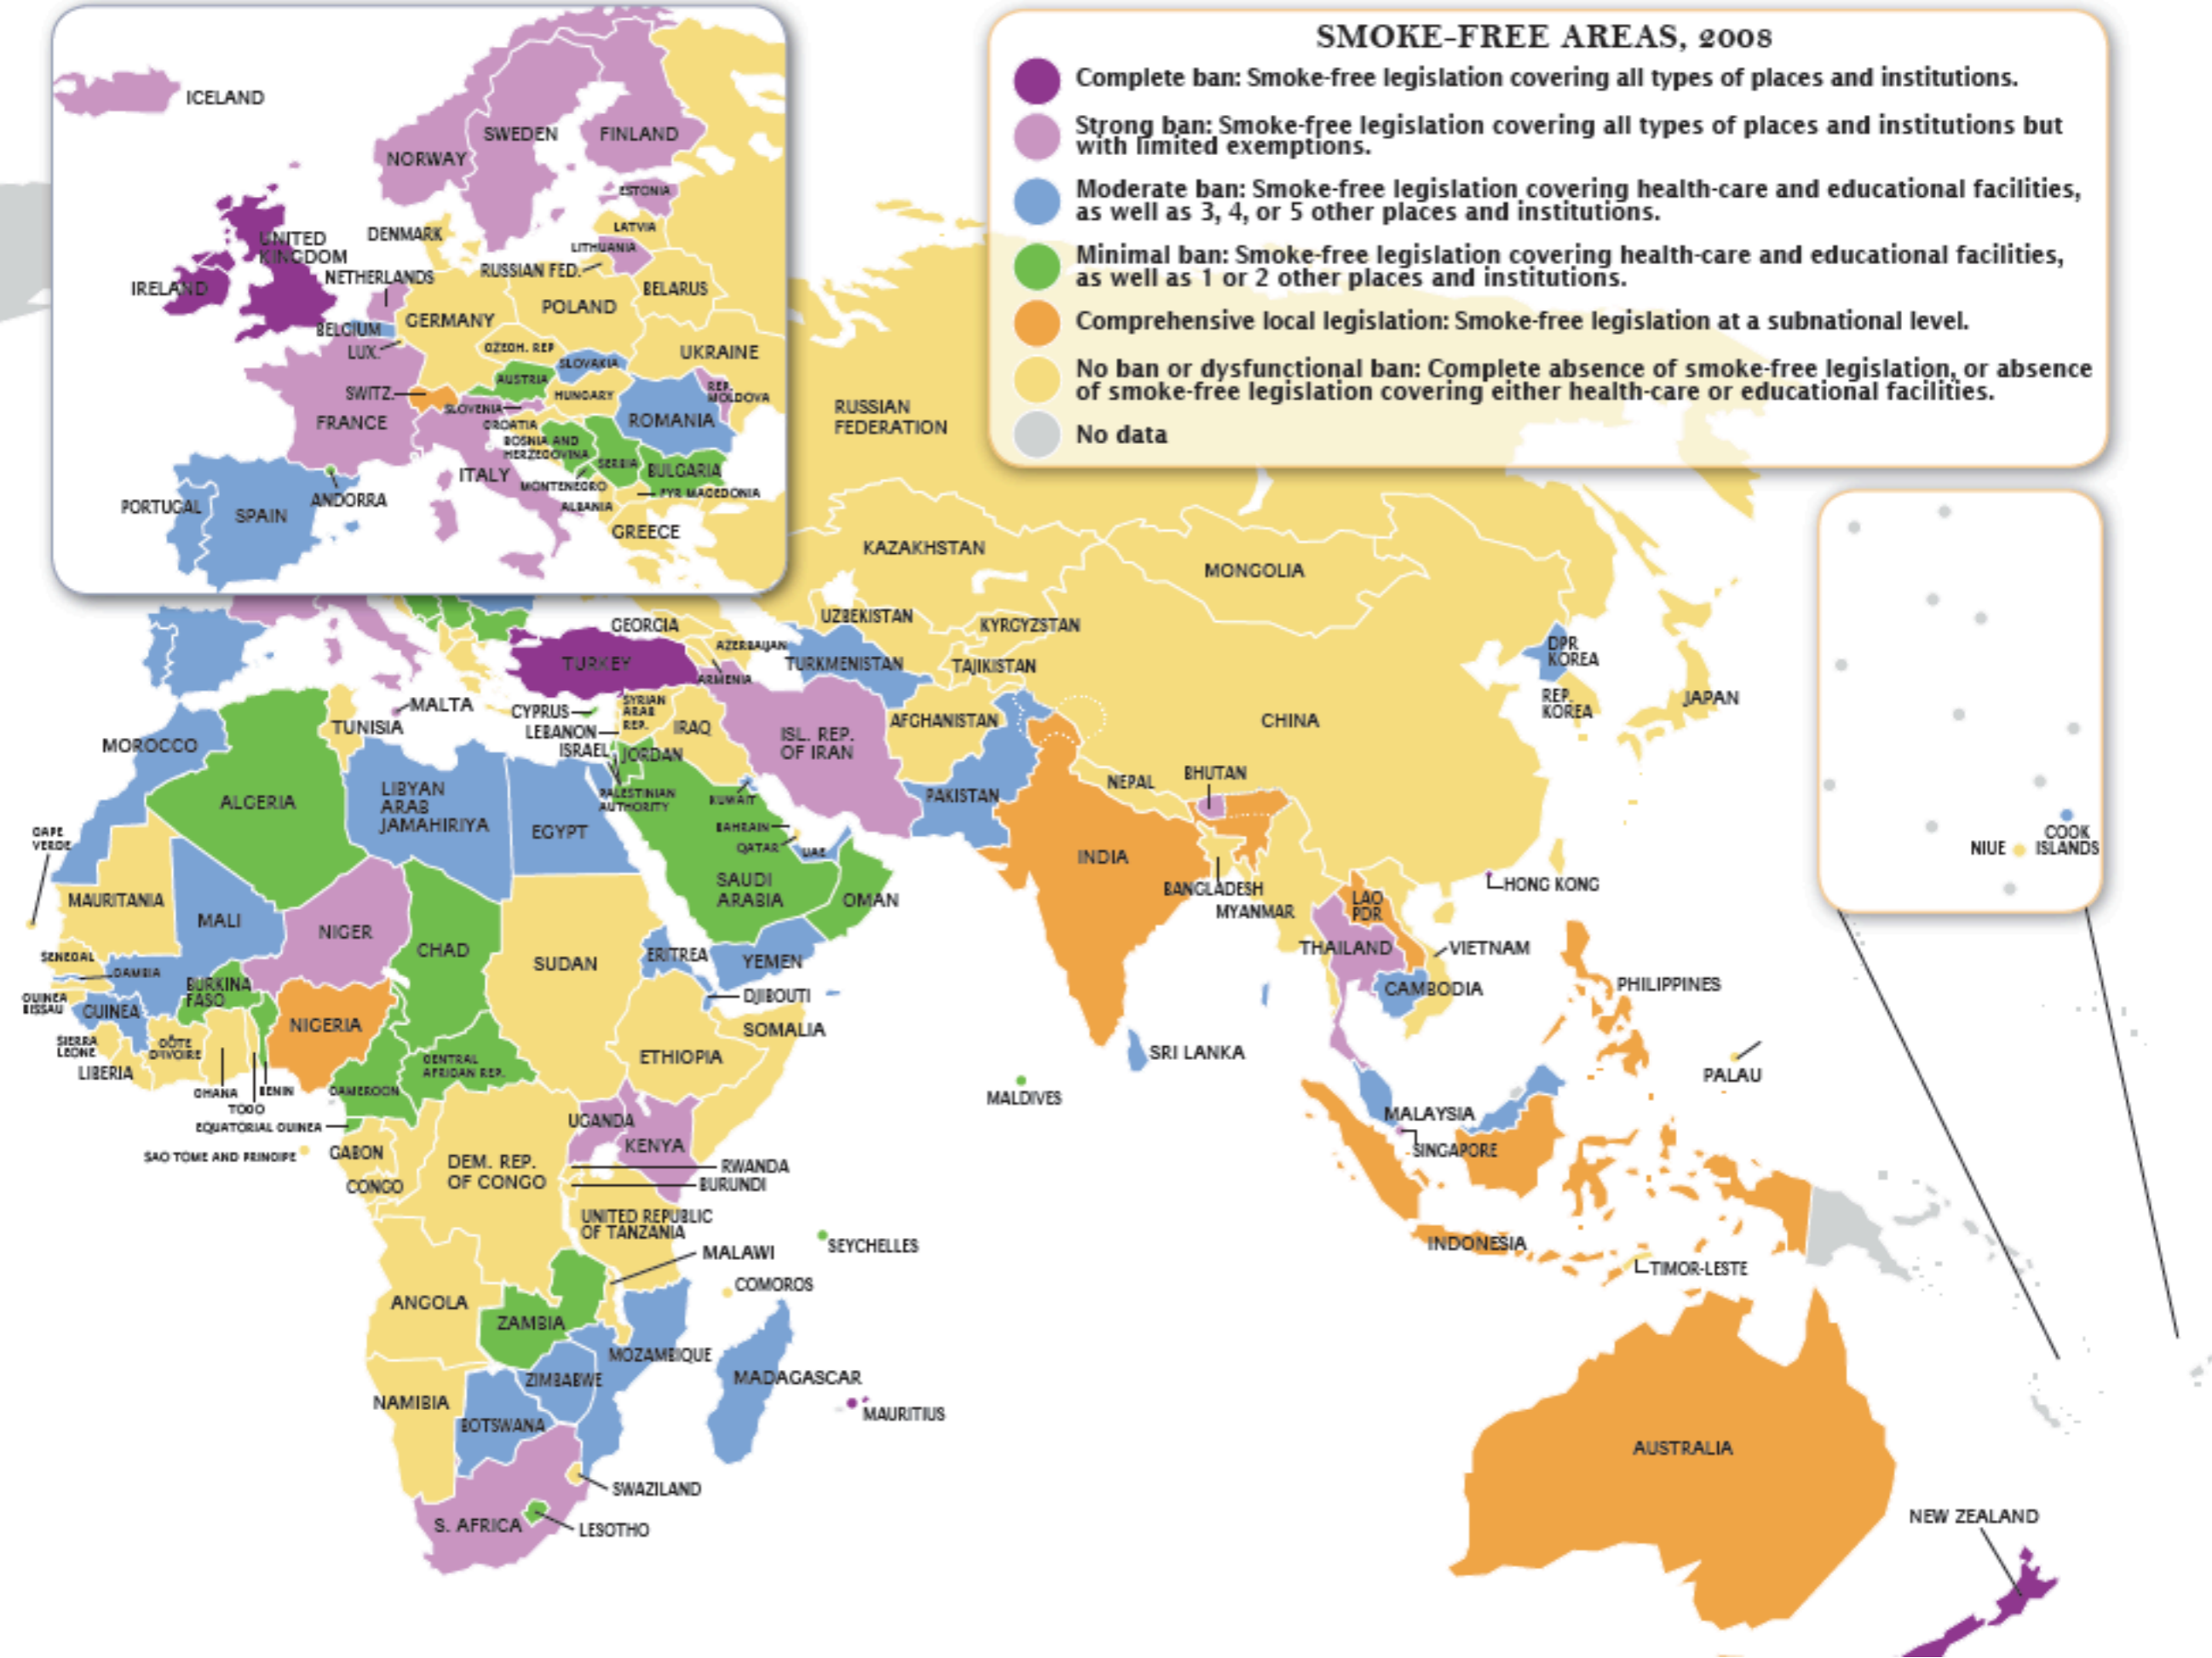 SMOKE-FREE AREAS, 2008
Complete ban: Smoke-free legislation covering all types of places and institutions.
Strong ban: Smoke-free legislation covering all types of places and institutions but
with limited exemptions.
Moderate ban: Smoke-free legislation covering health-care and educational facilities,
as well as 3, 4, or 5 other places and institutions.
Minimal ban: Smoke-free legislation covering health-care and educational facilities,
as well as 1 or 2 other places and institutions.
Comprehensive local legislation: Smoke-free legislation at a subnational level.
No ban or dysfunctional ban: Complete absence of smoke-free legislation, or absence
of smoke-free legislation covering either health-care or educational facilities.
No data
ICELAND
NORWAY
SWEDEN
FINLAND
ESTONIA
LATVIA
LITHUANIA
DENMARK
UNITED
KINGDOM
IRELAND
NETHERLANDS
RUSSIAN FED.
BELARUS
POLAND
GERMANY
BELGIUM
LUX.
CZECH. REP
SLOVAKIA
UKRAINE
AUSTRIA
HUNGARY
REP.
MOLDOVA
SWITZ.
SLOVENIA
FRANCE
CROATIA
ROMANIA
BOSNIA AND
HERZEGOVINA
SERBIA
BULGARIA
ITALY
MONTENEGRO
FYR MACEDONIA
ALBANIA
GREECE
ANDORRA
PORTUGAL
SPAIN
RUSSIAN
FEDERATION
KAZAKHSTAN
MONGOLIA
UZBEKISTAN
KYRGYZSTAN
GEORGIA
AZERBAIJAN
TURKEY
ARMENIA
TURKMENISTAN
TAJIKISTAN
DPR
KOREA
REP.
KOREA
JAPAN
MALTA
CYPRUS
SYRIAN
ARAB
REP.
LEBANON
ISRAEL
IRAQ
JORDAN
PALESTINIAN
AUTHORITY
ISL. REP.
OF IRAN
AFGHANISTAN
CHINA
TUNISIA
MOROCCO
ALGERIA
LIBYAN
ARAB
JAMAHIRIYA
EGYPT
KUWAIT
BAHRAIN
QATAR
UAE
SAUDI
ARABIA
OMAN
PAKISTAN
NEPAL
BHUTAN
INDIA
BANGLADESH
MYANMAR
HONG KONG
LAO
PDR
THAILAND
VIETNAM
CAMBODIA
PHILIPPINES
NIUE
COOK
ISLANDS
CAPE
VERDE
MAURITANIA
MALI
NIGER
CHAD
SUDAN
ERITREA
YEMEN
DJIBOUTI
SENEGAL
GAMBIA
GUINEA
BISSAU
GUINEA
BURKINA
FASO
NIGERIA
SIERRA
LEONE
LIBERIA
CÔTE
D'IVOIRE
GHANA
TOGO
BENIN
CAMEROON
CENTRAL
AFRICAN REP.
ETHIOPIA
SOMALIA
EQUATORIAL GUINEA
SAO TOME AND PRINCIPE
GABON
CONGO
DEM. REP.
OF CONGO
UGANDA
KENYA
RWANDA
BURUNDI
UNITED REPUBLIC
OF TANZANIA
MALAWI
SEYCHELLES
COMOROS
SRI LANKA
MALDIVES
MALAYSIA
SINGAPORE
PALAU
INDONESIA
TIMOR-LESTE
ANGOLA
ZAMBIA
MOZAMBIQUE
ZIMBABWE
MADAGASCAR
MAURITIUS
NAMIBIA
BOTSWANA
SWAZILAND
S. AFRICA
LESOTHO
AUSTRALIA
NEW ZEALAND